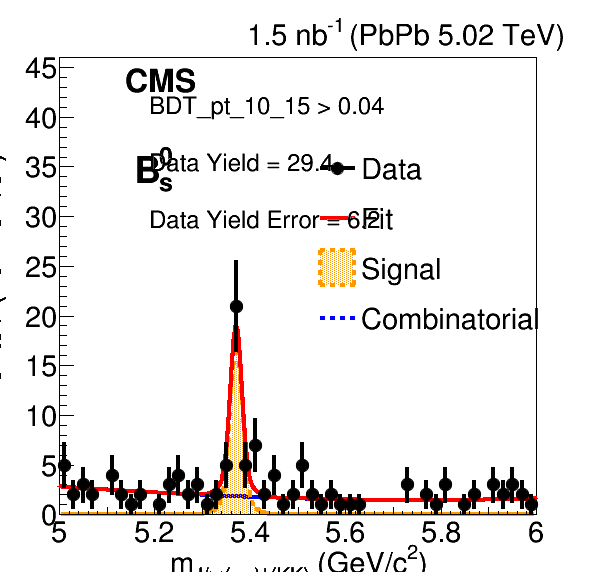 1.5 nb-1 (PbPb 5.02 TeV)
45
CMS
BDT_pt_10_15 > 0.04
40
Data Yield = 29.4
B0s
Data
35
Data Yield Error = 6.2
Fit
30
Signal
25
Combinatorial
20
15
10
5
0
5 5.2 5.4 5.6 5.8 6
(GeV/c2)